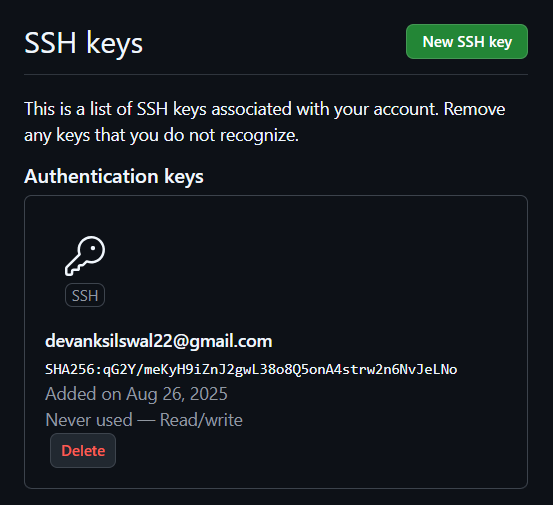 SSH keys
New SSH key
This is a list of SSH keys associated with your account. Remove
any keys that you do not recognize.
Authentication keys
SSH
devanksilswal22@gmail.com
SHA256:qG2Y/meKyH9iZnJ2gwL38o8Q5onA4strw2n6NvJeLNo
Added on Aug 26, 2025
Never used — Read/write
Delete